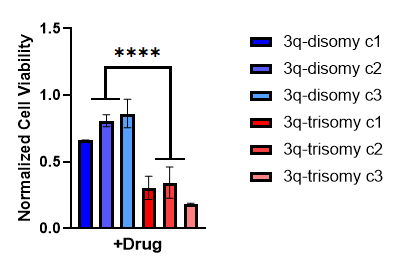 Normalized Cell Viability
1.5
1.0
0.5
0.0
****
+Drug
3q-disomy c1
3q-disomy c2
3q-disomy c3
3q-trisomy c1
3q-trisomy c2
3q-trisomy c3